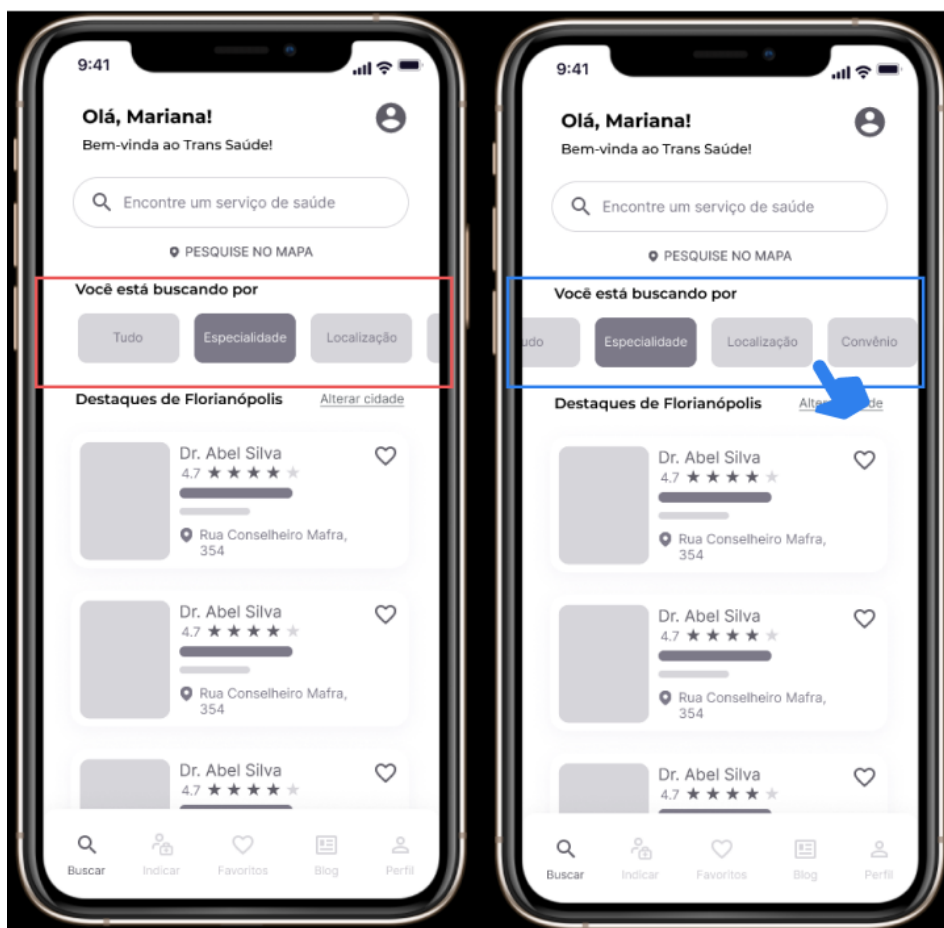 9:41
Olá, Mariana!
Bem-vinda ao Trans Saúde!
Encontre um serviço de saúde
PESQUISE NO MAPA
Você está buscando por
Tudo
Especialidade
Localização
Destaques de Florianópolis
Alterar cidade
Dr. Abel Silva
4.7
Rua Conselheiro Mafra,
354
Dr. Abel Silva
4.7
Rua Conselheiro Mafra,
354
Dr. Abel Silva
4.7
Buscar
Indicar
Favoritos
Blog
Perfil
9:41
Olá, Mariana!
Bem-vinda ao Trans Saúde!
Encontre um serviço de saúde
PESQUISE NO MAPA
Você está buscando por
udo
Especialidade
Localização
Convênio
Destaques de Florianópolis
Dr. Abel Silva
4.7
Rua Conselheiro Mafra,
354
Dr. Abel Silva
4.7
Rua Conselheiro Mafra,
354
Dr. Abel Silva
4.7
Buscar
Indicar
Favoritos
Blog
Perfil